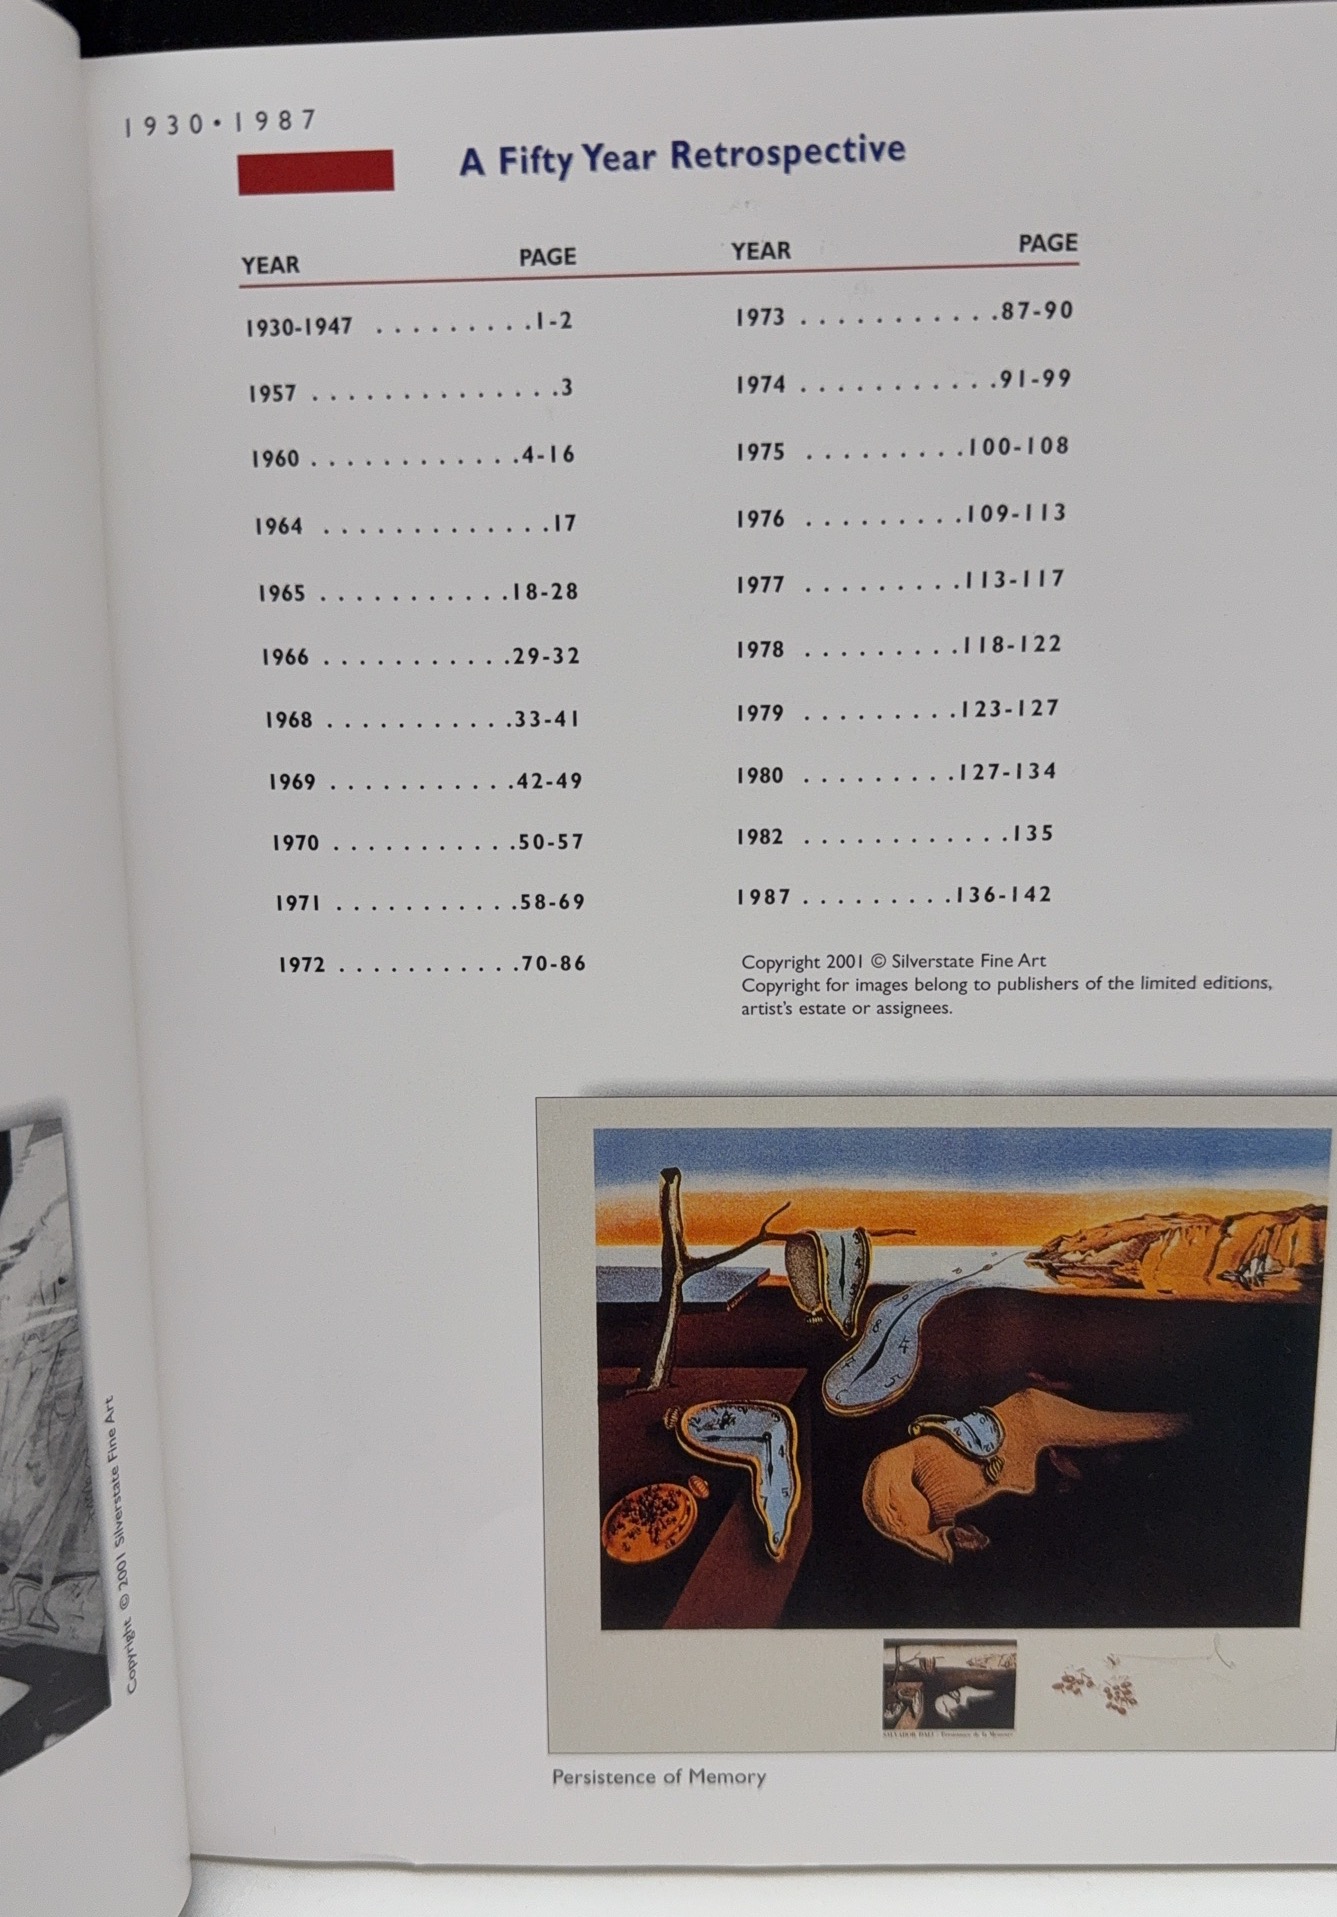 1930•1987
A Fifty Year Retrospective
YEAR PAGE
1930-1947 . . . . . . . . .1-2
1957 . . . . . . . . . . . . . .3
1960 . . . . . . . . . . . .4-16
1964 . . . . . . . . . . . . .17
1965 . . . . . . . . . . .18-28
1966 . . . . . . . . . . .29-32
1968 . . . . . . . . . . .33-41
1969 . . . . . . . . . . .42-49
1970 . . . . . . . . . . .50-57
1971 . . . . . . . . . . .58-69
1972 . . . . . . . . . . .70-86
YEAR PAGE
1973 . . . . . . . . . . .87-90
1974 . . . . . . . . . . .91-99
1975 . . . . . . . . .100-108
1976 . . . . . . . . .109-113
1977 . . . . . . . . .113-117
1978 . . . . . . . . .118-122
1979 . . . . . . . . .123-127
1980 . . . . . . . . .127-134
1982 . . . . . . . . . . . .135
1987 . . . . . . . . .136-142
Copyright 2001 © Silverstate Fine Art
Copyright for images belong to publishers of the limited editions,
artist's estate or assignees.
SALVADOR DALI
Persistence of Memory
Copyright © 2001 Silverstate Fine Art